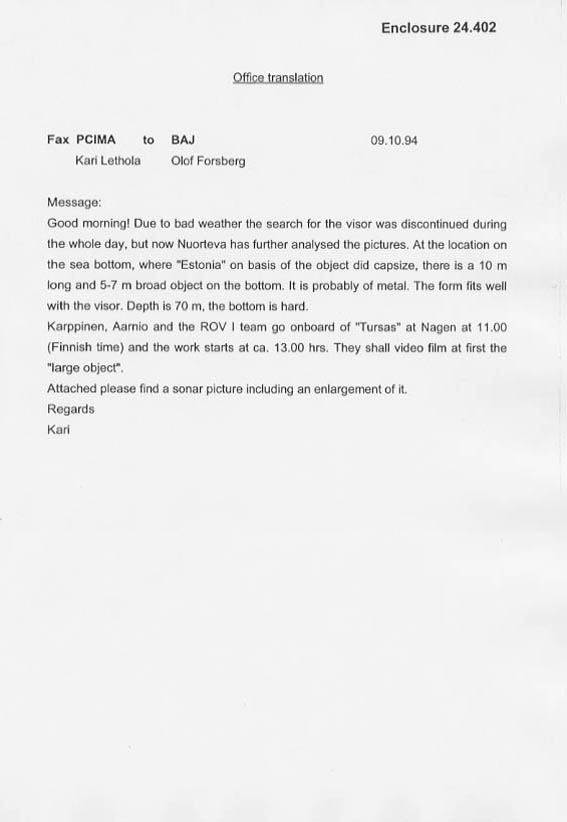 Enclosure 24.402
Office translation
Fax PCIMA to BAJ 09.10.94
Kari Lethola Olof Forsberg
Message:
Good morning! Due to bad weather the search for the visor was discontinued during
the whole day, but now Nuorteva has further analysed the pictures. At the location on
the sea bottom, where "Estonia" on basis of the object did capsize, there is a 10 m
long and 5-7 m broad object on the bottom. It is probably of metal. The form fits well
with the visor. Depth is 70 m, the bottom is hard.
Karppinen, Aarnio and the ROV I team go onboard of "Tursas" at Nagen at 11.00
(Finnish time) and the work starts at ca. 13.00 hrs. They shall video film at first the
"large object".
Attached please find a sonar picture including an enlargement of it.
Regards
Kari